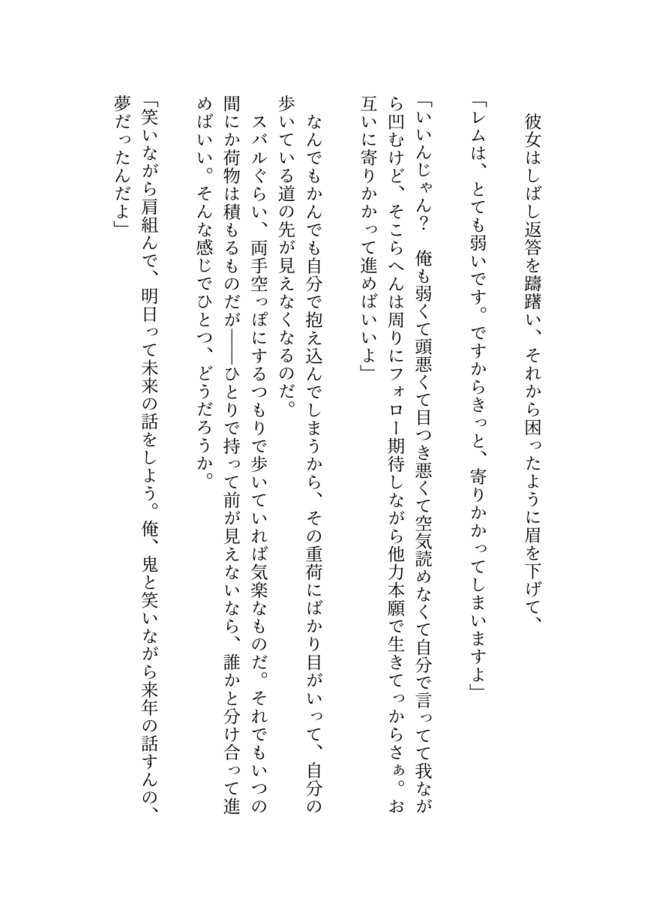 彼女はしばし返答を躊躇い、それから困ったように眉を下げて、
「レムは、とても弱いです。ですからきっと、寄りかかってしまいますよ」
「いいんじゃん？　俺も弱くて頭悪くて目つき悪くて空気読めなくて自分で言ってて我なが
ら凹むけど、そこらへんは周りにフォロー期待しながら他力本願で生きてっからさぁ。お
互いに寄りかかって進めばいいよ」
なんでもかんでも自分で抱え込んでしまうから、その重荷にばかり目がいって、自分の
歩いている道の先が見えなくなるのだ。
スバルぐらい、両手空っぽにするつもりで歩いていれば気楽なものだ。それでもいつの
間にか荷物は積もるものだが――ひとりで持って前が見えないなら、誰かと分け合って進
めばいい。そんな感じでひとつ、どうだろうか。
「笑いながら肩組んで、明日って未来の話をしよう。俺、鬼と笑いながら来年の話すんの、
夢だったんだよ」